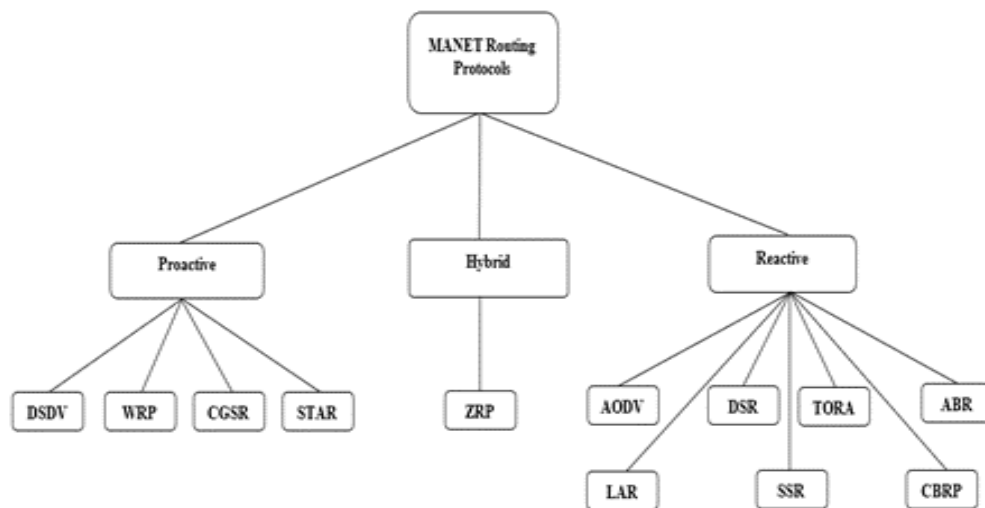 MANET Routing
Protocols
Proactive
Hybrid
Reactive
DSDV
WRP
CGSR
STAR
ZRP
AODV
DSR
TORA
ABR
LAR
SSR
CBRP